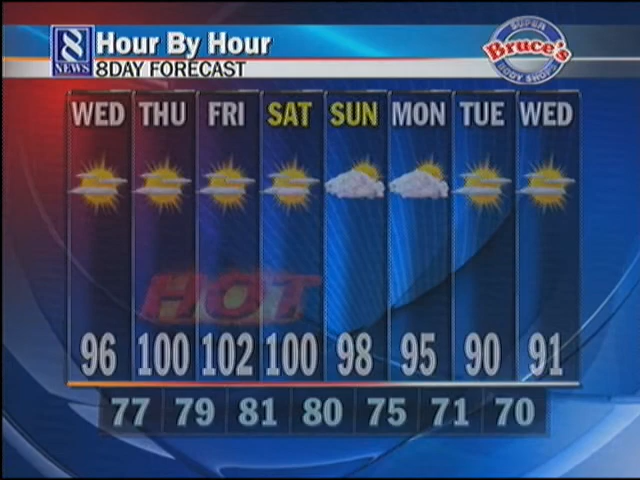 8 NEWS
Hour By Hour
8DAY FORECAST
SUPER
Bruce's
BODY SHOPS
WED THU FRI SAT SUN MON TUE WED
HOT
96 100 102 100 98 95 90 91
77 79 81 80 75 71 70